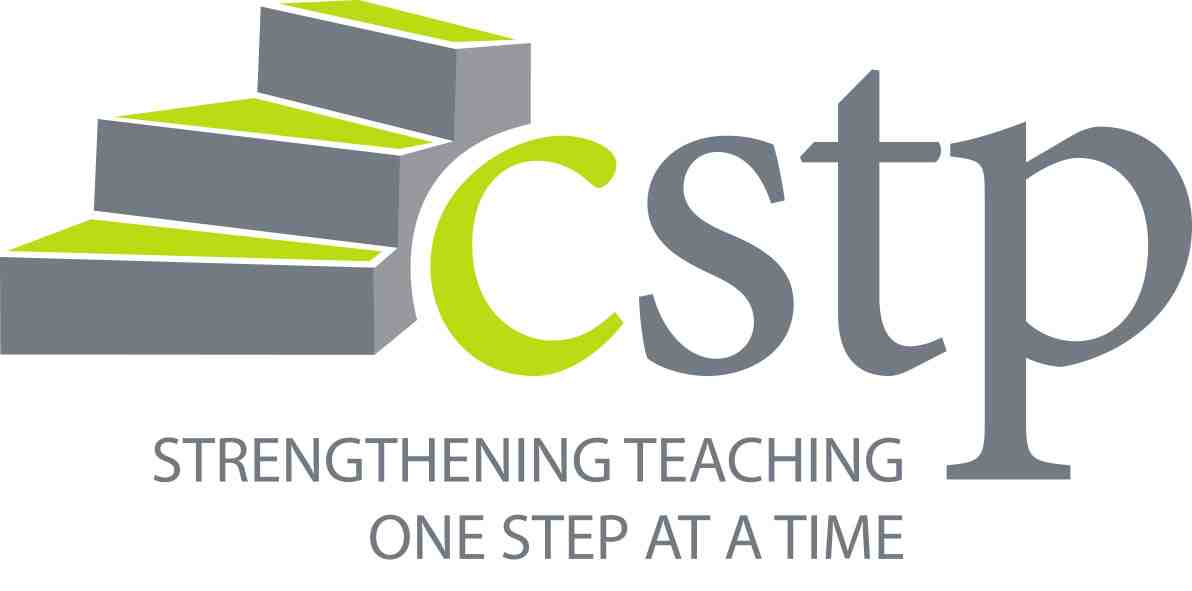 cstp
STRENGTHENING TEACHING
ONE STEP AT A TIME